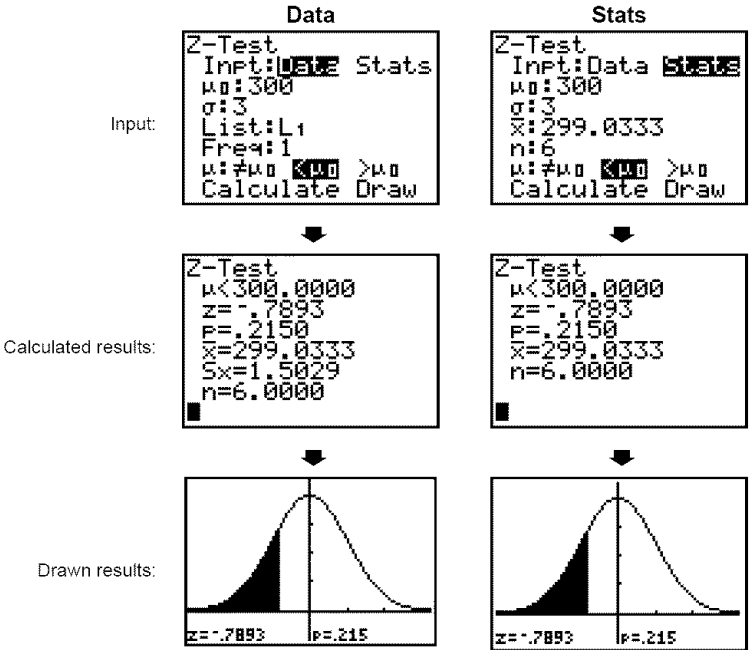 Data
Stats
Input:
Z-Test
Inpt:Data Stats
μ₀:300
σ:3
List:L₁
Freq:1
μ:≠μ₀ <μ₀ >μ₀
Calculate Draw
Z-Test
Inpt:Data Stats
μ₀:300
σ:3
x̄:299.0333
n:6
μ:≠μ₀ <μ₀ >μ₀
Calculate Draw
Calculated results:
Z-Test
μ<300.0000
z=-.7893
p=.2150
x̄=299.0333
Sx=1.5029
n=6.0000
Z-Test
μ<300.0000
z=-.7893
p=.2150
x̄=299.0333
n=6.0000
Drawn results:
z=-.7893 p=.215
z=-.7893 p=.215